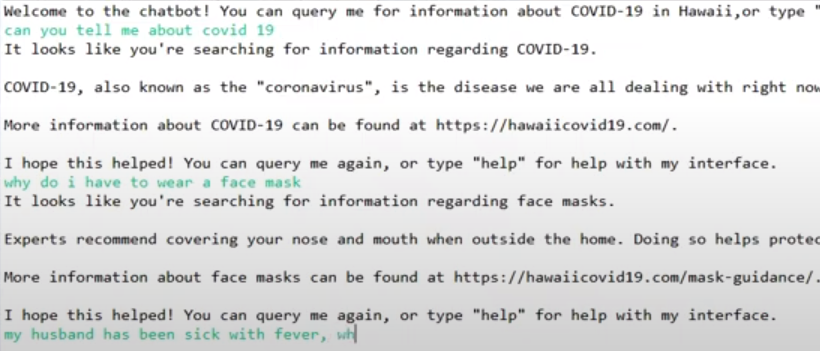 Welcome to the chatbot! You can query me for information about COVID-19 in Hawaii,or type "
can you tell me about covid 19
It looks like you're searching for information regarding COVID-19.
COVID-19, also known as the "coronavirus", is the disease we are all dealing with right now
More information about COVID-19 can be found at https://hawaiicovid19.com/.
I hope this helped! You can query me again, or type "help" for help with my interface.
why do i have to wear a face mask
It looks like you're searching for information regarding face masks.
Experts recommend covering your nose and mouth when outside the home. Doing so helps protec
More information about face masks can be found at https://hawaiicovid19.com/mask-guidance/.
I hope this helped! You can query me again, or type "help" for help with my interface.
my husband has been sick with fever, wh